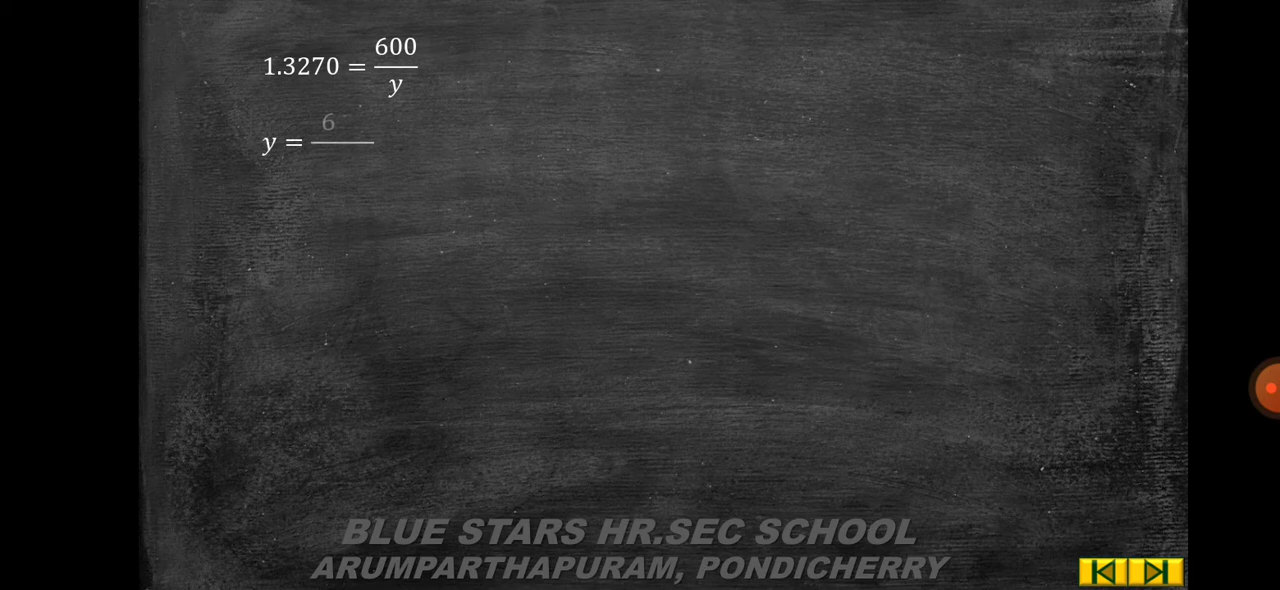 1.3270 = 600/y
y = 6
BLUE STARS HR.SEC SCHOOL
ARUMPARTHAPURAM, PONDICHERRY